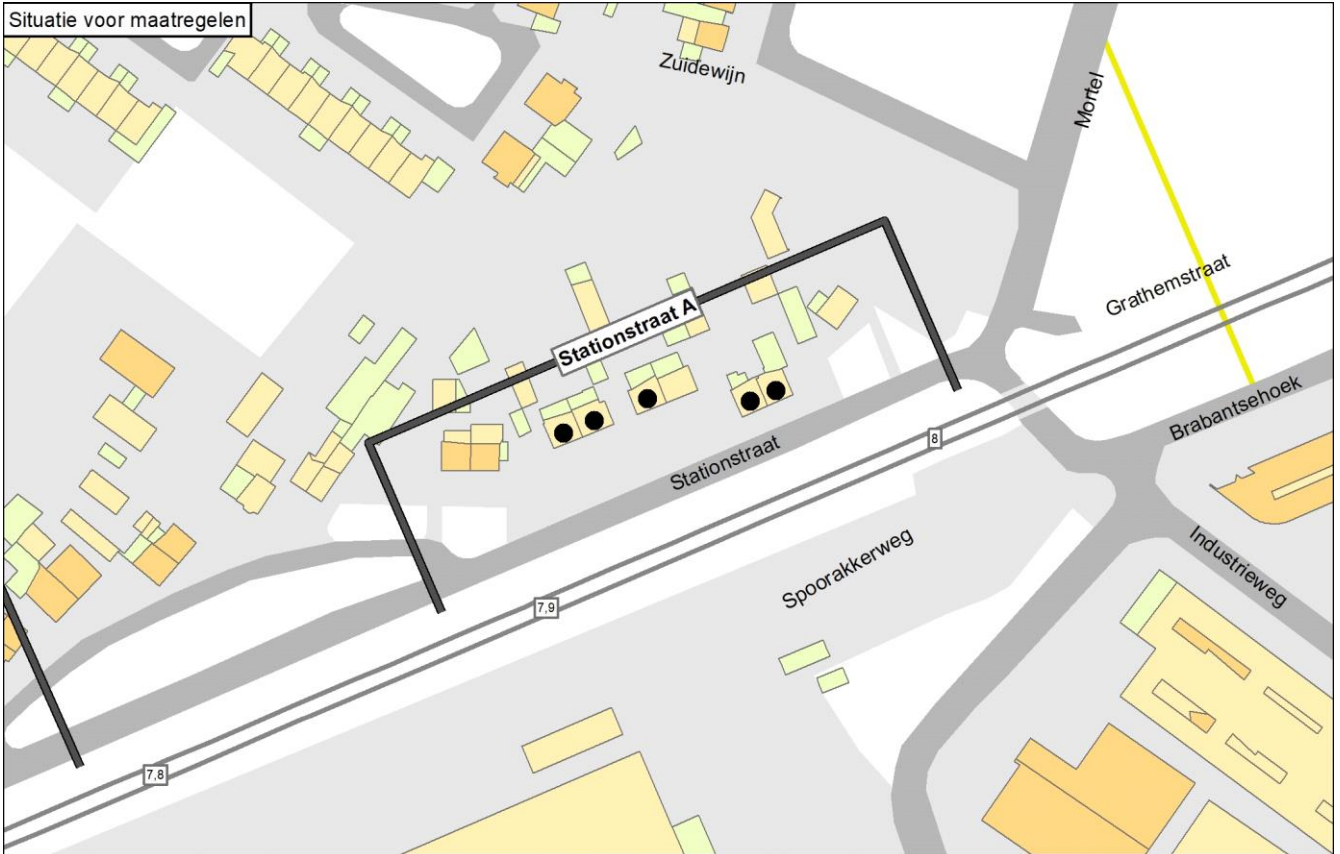 Situatie voor maatregelen
Zuidewijn
Mortel
Grathemstraat
Stationstraat A
Brabantsehoek
Stationstraat
8
Industrieweg
Spoorakkerweg
7,9
7,8